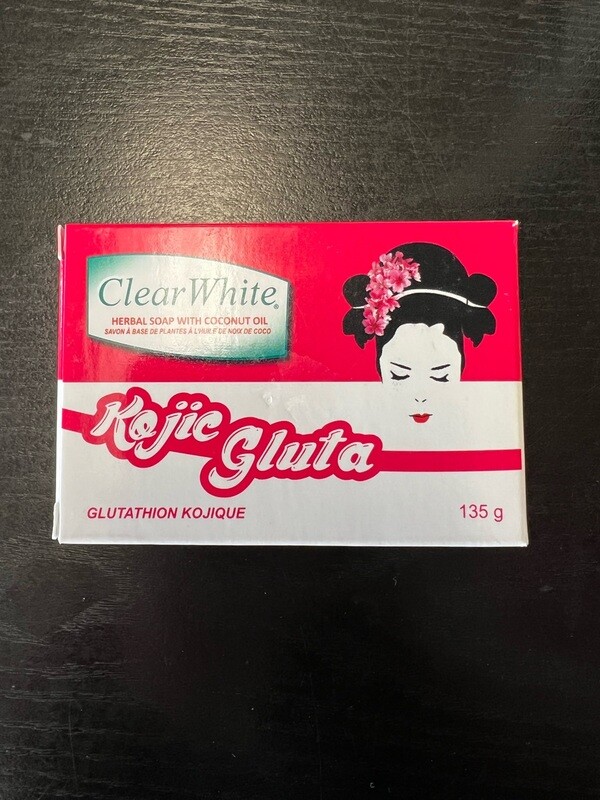 ClearWhite®
HERBAL SOAP WITH COCONUT OIL
SAVON À BASE DE PLANTES À L'HUILE DE NOIX DE COCO
Kojic
Gluta
GLUTATHION KOJIQUE
135 g